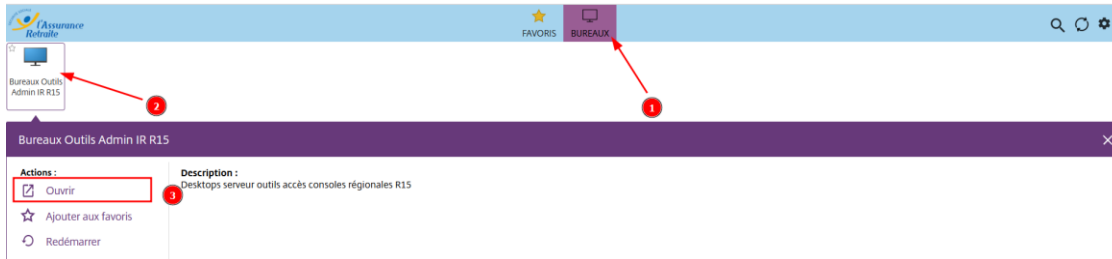 l'Assurance
Retraite
FAVORIS
BUREAUX
1
Bureaux Outils
Admin IR R15
2
Bureaux Outils Admin IR R15
Actions :
Ouvrir
3
Ajouter aux favoris
Redémarrer
Description :
Desktops serveur outils accès consoles régionales R15